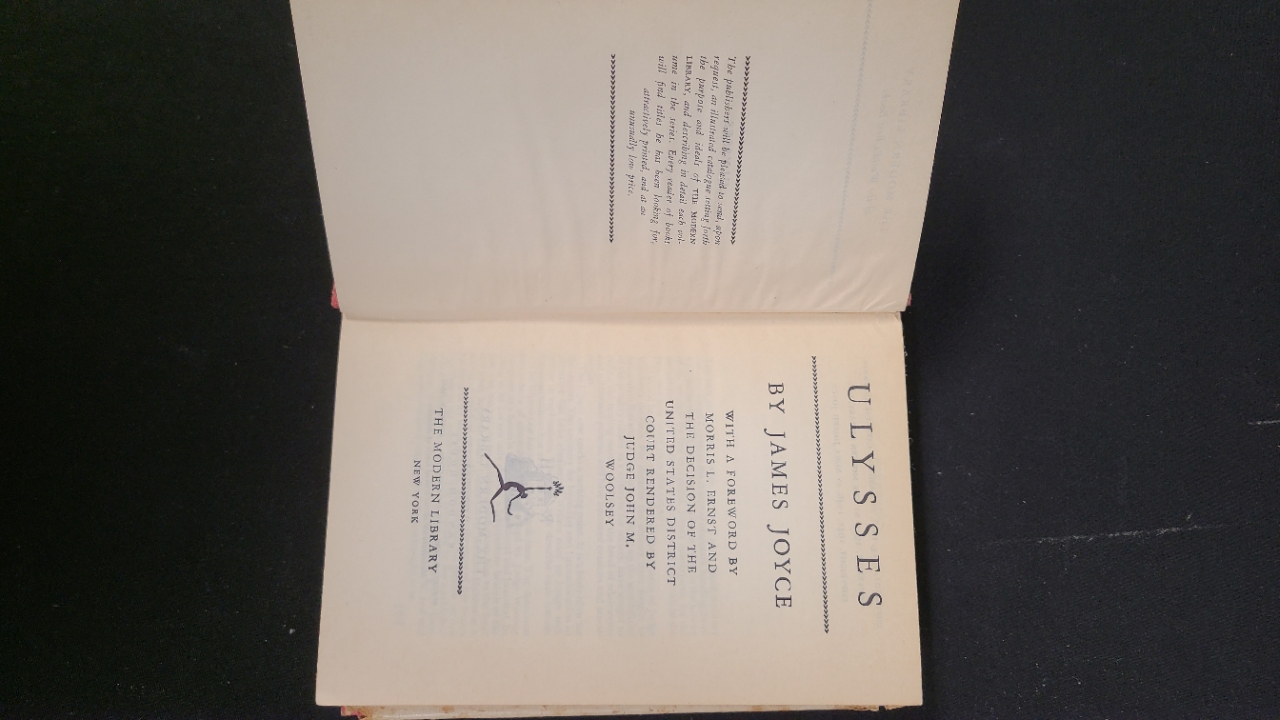 The publishers will be pleased to send, upon
request, an illustrated catalogue setting forth
the purpose and ideals of THE MODERN
LIBRARY, and describing in detail each vol-
ume in the series. Every reader of books
will find titles he has been looking for,
attractively printed, and at an
unusually low price.
ULYSSES
BY JAMES JOYCE
WITH A FOREWORD BY
MORRIS L. ERNST AND
THE DECISION OF THE
UNITED STATES DISTRICT
COURT RENDERED BY
JUDGE JOHN M.
WOOLSEY
THE MODERN LIBRARY
NEW YORK